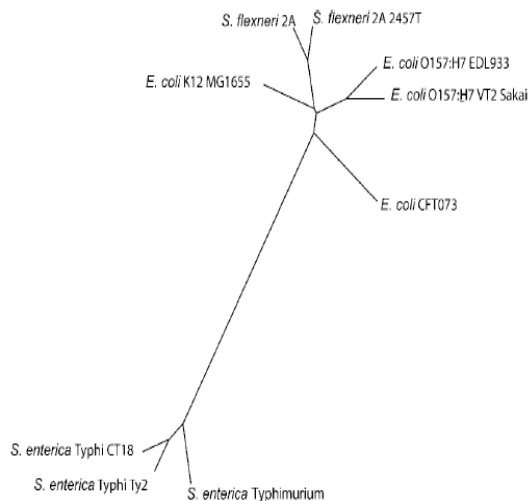 S. flexneri 2A
S. flexneri 2A 2457T
E. coli O157:H7 EDL933
E. coli K12 MG1655
E. coli O157:H7 VT2 Sakai
E. coli CFT073
S. enterica Typhi CT18
S. enterica Typhi Ty2
S. enterica Typhimurium